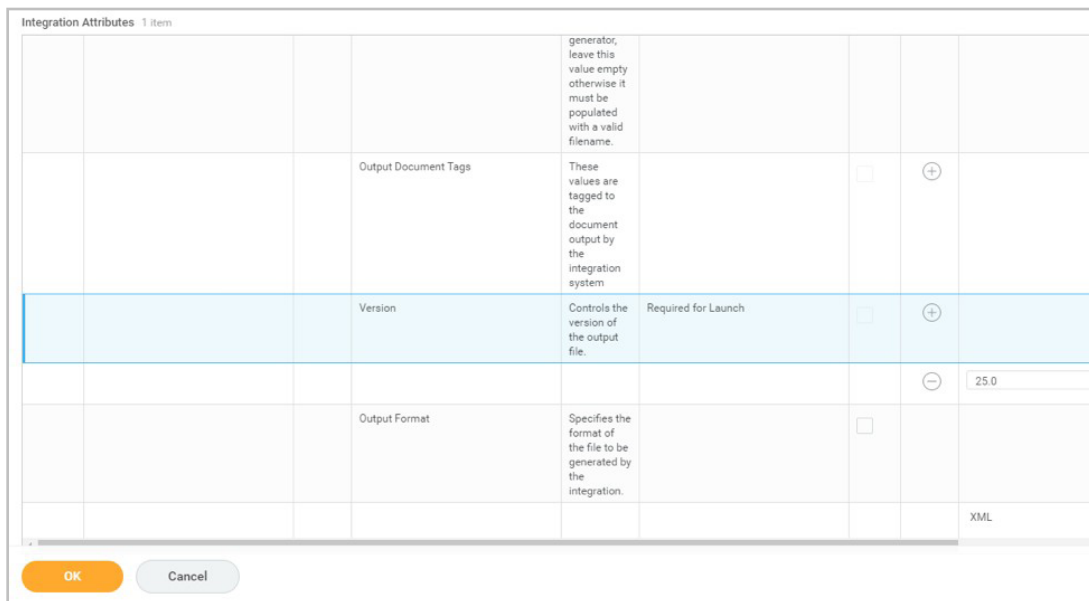 Integration Attributes 1 item
generator,
leave this
value empty
otherwise it
must be
populated
with a valid
filename.
Output Document Tags
These
values are
tagged to
the
document
output by
the
integration
system
Version
Controls the
version of
the output
file.
Required for Launch
25.0
Output Format
Specifies the
format of
the file to be
generated by
the
integration.
XML
OK
Cancel